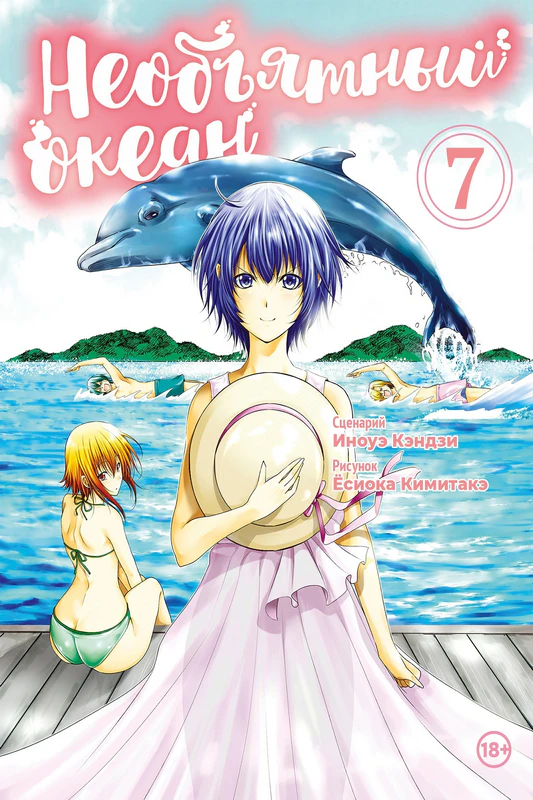 Необъятный
океан
7
Сценарий
Иноуэ Кэндзи
Рисунок
Ёсиока Кимитакэ
18+